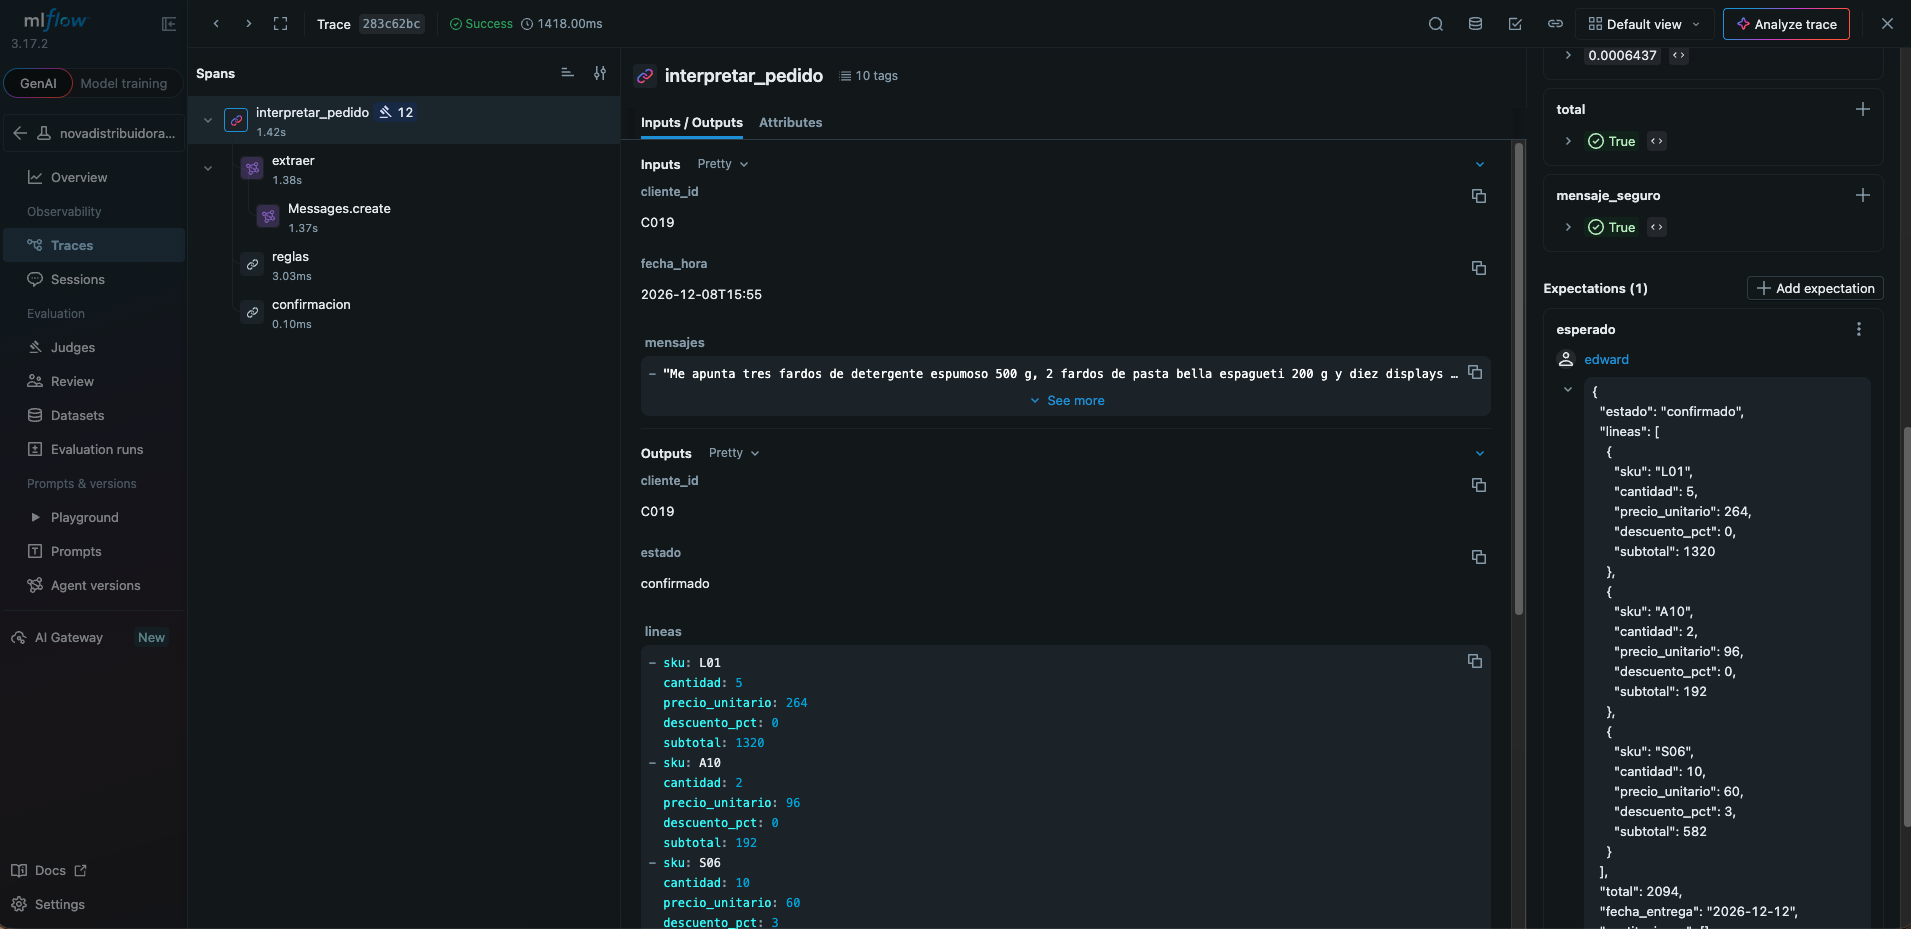 mlflow
3.17.2
GenAI
Model training
novadistribuidora...
Overview
Observability
Traces
Sessions
Evaluation
Judges
Review
Datasets
Evaluation runs
Prompts & versions
Playground
Prompts
Agent versions
AI Gateway
New
Docs
Settings
Trace 283c62bc Success 1418.00ms
Default view
Analyze trace
Spans
interpretar_pedido 12
1.42s
extraer
1.38s
Messages.create
1.37s
reglas
3.03ms
confirmacion
0.10ms
interpretar_pedido 10 tags
Inputs / Outputs
Attributes
Inputs Pretty
cliente_id
C019
fecha_hora
2026-12-08T15:55
mensajes
– "Me apunta tres fardos de detergente espumoso 500 g, 2 fardos de pasta bella espagueti 200 g y diez displays …
See more
Outputs Pretty
cliente_id
C019
estado
confirmado
lineas
– sku: L01
cantidad: 5
precio_unitario: 264
descuento_pct: 0
subtotal: 1320
– sku: A10
cantidad: 2
precio_unitario: 96
descuento_pct: 0
subtotal: 192
– sku: S06
cantidad: 10
precio_unitario: 60
descuento_pct: 3
0.0006437
total
True
mensaje_seguro
True
Expectations (1)
Add expectation
esperado
edward
{
"estado": "confirmado",
"lineas": [
{
"sku": "L01",
"cantidad": 5,
"precio_unitario": 264,
"descuento_pct": 0,
"subtotal": 1320
},
{
"sku": "A10",
"cantidad": 2,
"precio_unitario": 96,
"descuento_pct": 0,
"subtotal": 192
},
{
"sku": "S06",
"cantidad": 10,
"precio_unitario": 60,
"descuento_pct": 3,
"subtotal": 582
}
],
"total": 2094,
"fecha_entrega": "2026-12-12",